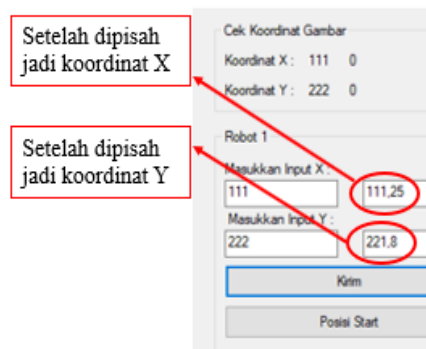 Setelah dipisah
jadi koordinat X
Setelah dipisah
jadi koordinat Y
Cek Koordinat Gambar
Koordinat X : 111 0
Koordinat Y : 222 0
Robot 1
Masukkan Input X :
111 111,25
Masukkan Input Y :
222 221,8
Kirim
Posisi Start